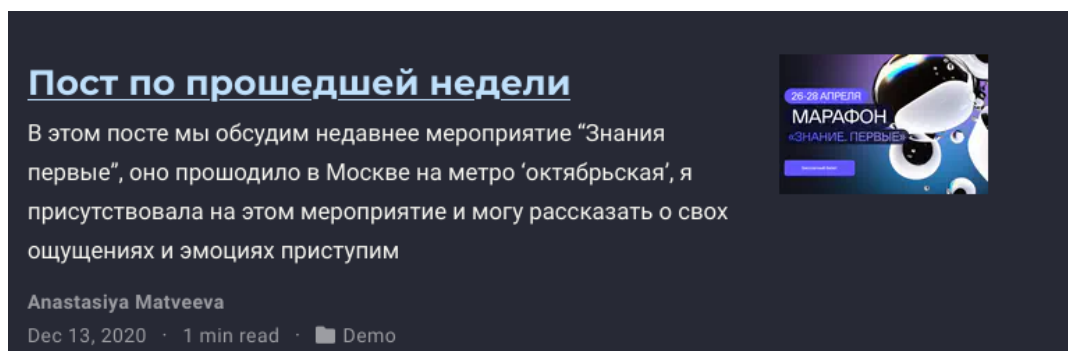 Пост по прошедшей недели
В этом посте мы обсудим недавнее мероприятие “Знания
первые”, оно прошодило в Москве на метро ‘октябрьская’, я
присутствовала на этом мероприятие и могу рассказать о свох
ощущениях и эмоциях приступим
Anastasiya Matveeva
Dec 13, 2020 · 1 min read · Demo
26-28 АПРЕЛЯ
МАРАФОН
«ЗНАНИЕ. ПЕРВЫЕ»